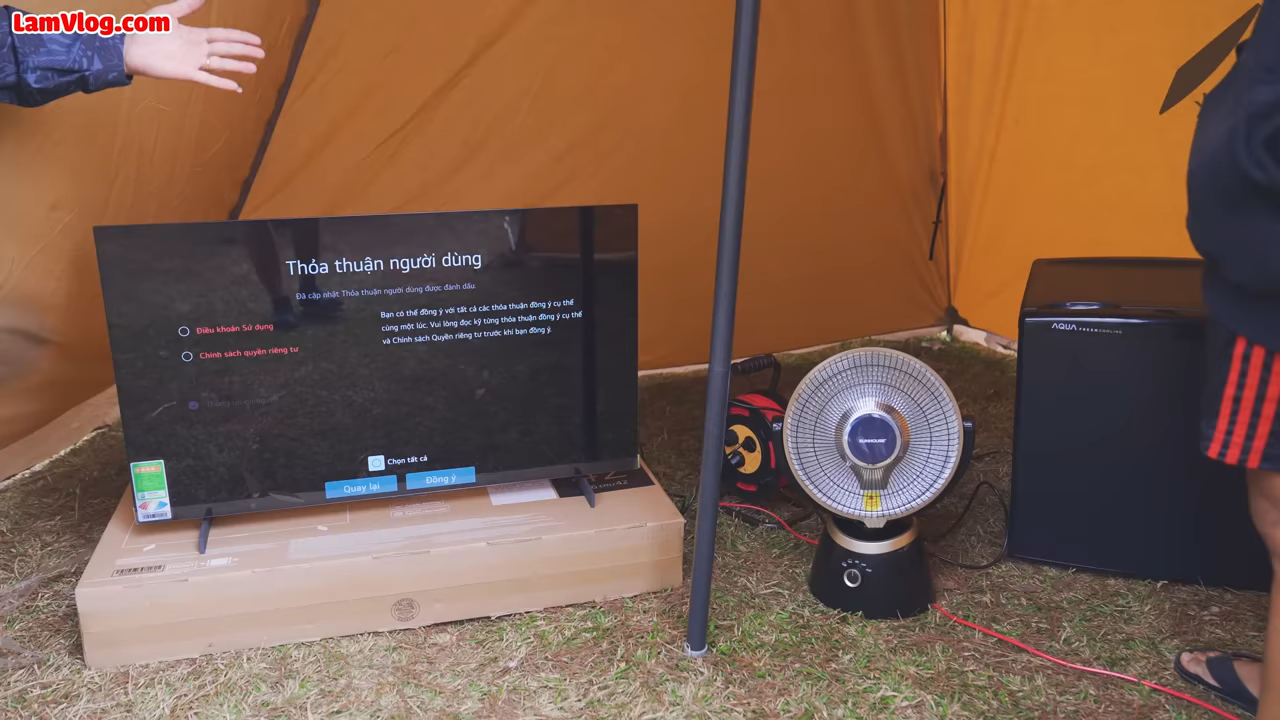 LamVlog.com
Thỏa thuận người dùng
Đã cập nhật Thỏa thuận người dùng được đánh dấu.
Điều khoản Sử dụng
Chính sách quyền riêng tư
Bạn có thể đồng ý với tất cả các thỏa thuận đồng ý cụ thể
cùng một lúc. Vui lòng đọc kỹ từng thỏa thuận đồng ý cụ thể
và Chính sách Quyền riêng tư trước khi bạn đồng ý.
Chọn tất cả
Quay lại
Đồng ý
SUNHOUSE
AQUA FRESH COOLING